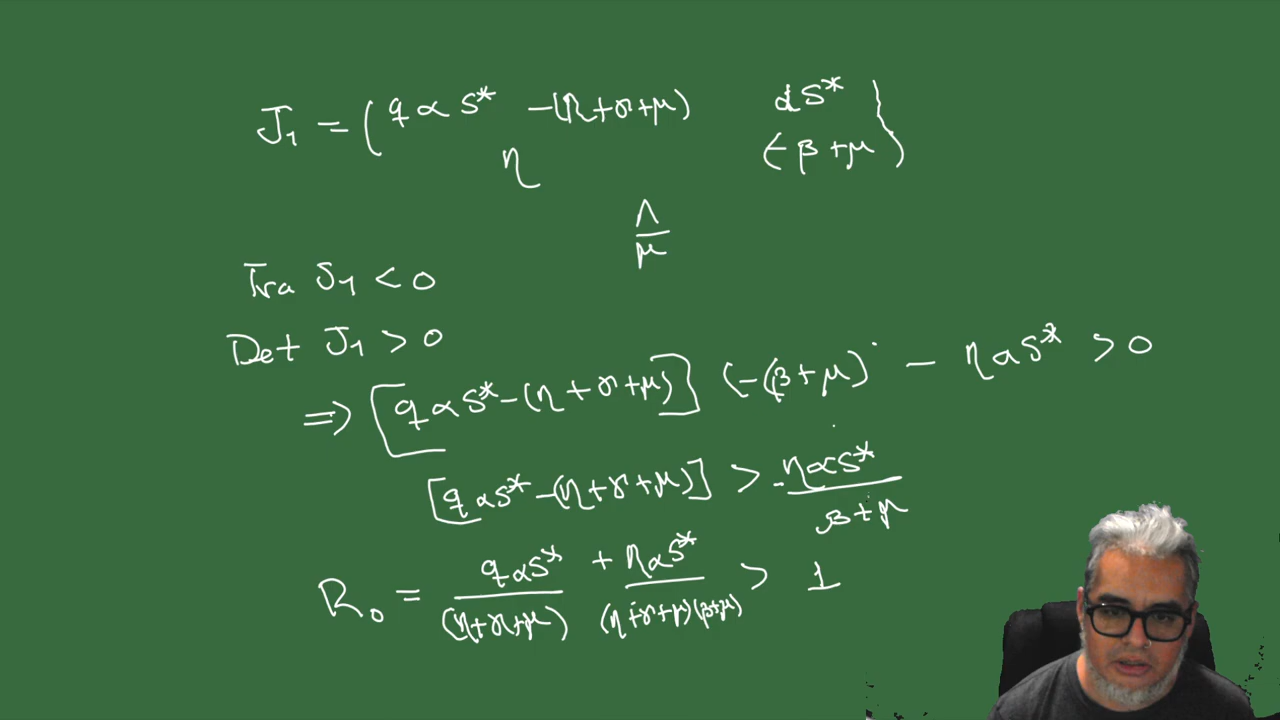 J₁ = (qαS* -(η+γ+μ) αS*
η (-β+μ)
Λ/μ
Tra J₁ < 0
Det J₁ > 0
⇒ [qαS* -(η+γ+μ)] (-(β+μ) - ηαS* > 0
[qαS* -(η+γ+μ)] > -ηαS*/β+μ
R₀ = qαS*/(η+γ+μ) + ηαS*/(η+γ+μ)(β+μ) > 1